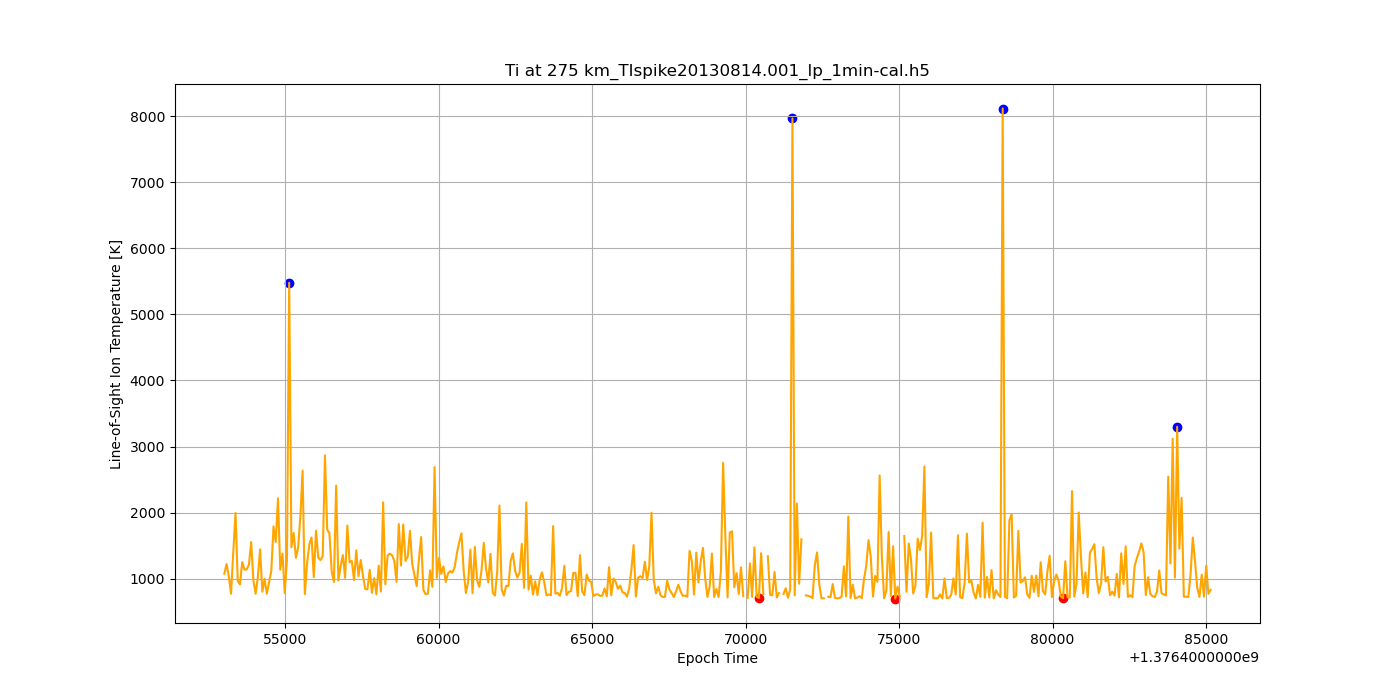 Ti at 275 km_TIspike20130814.001_lp_1min-cal.h5
Line-of-Sight Ion Temperature [K]
8000
7000
6000
5000
4000
3000
2000
1000
55000 60000 65000 70000 75000 80000 85000
Epoch Time
+1.3764000000e9